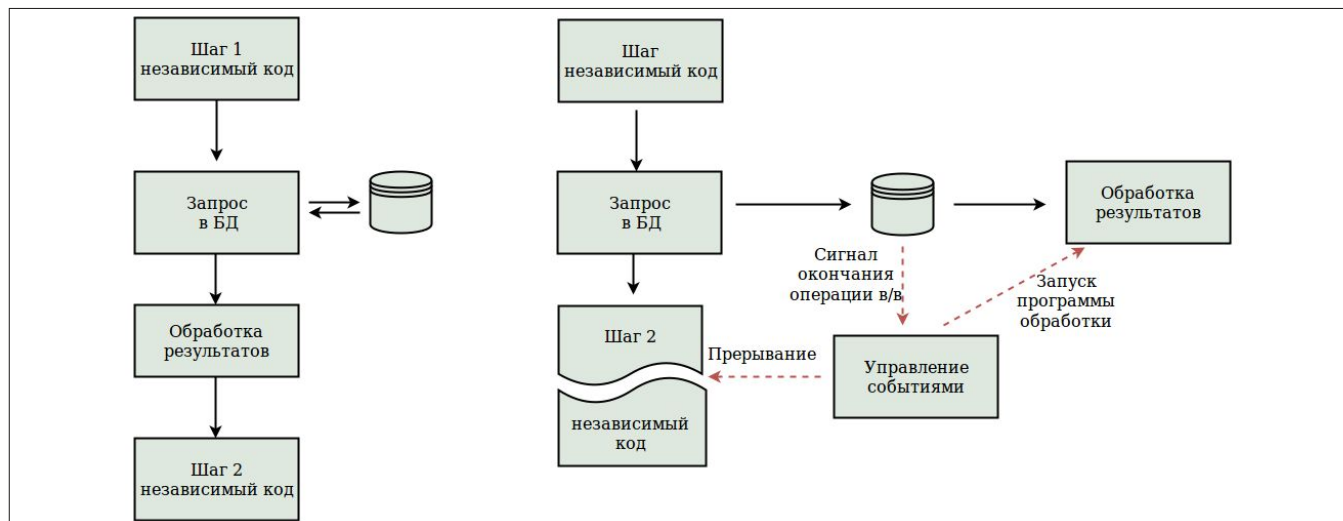 Шаг 1
независимый код
Запрос
в БД
Обработка
результатов
Шаг 2
независимый код
Шаг
независимый код
Запрос
в БД
Обработка
результатов
Сигнал
окончания
операции в/в
Запуск
программы
обработки
Шаг 2
Прерывание
Управление
событиями
независимый
код